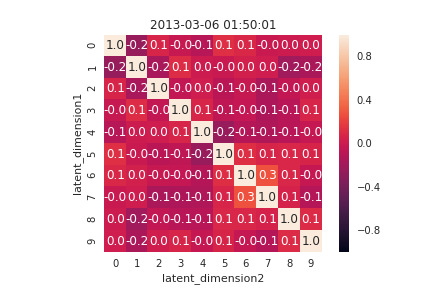 2013-03-06 01:50:01
0 1.0 -0.2 0.1 -0.0 -0.1 0.1 0.1 -0.0 0.0 0.0
1 -0.2 1.0 -0.2 0.1 0.0 -0.0 0.0 0.0 -0.2 -0.2
2 0.1 -0.2 1.0 -0.0 0.0 -0.1 -0.0 -0.1 -0.0 0.0
3 -0.0 0.1 -0.0 1.0 0.1 -0.1 -0.0 -0.1 -0.1 0.1
4 -0.1 0.0 0.0 0.1 1.0 -0.2 -0.1 -0.1 -0.1 -0.0
5 0.1 -0.0 -0.1 -0.1 -0.2 1.0 0.1 0.1 0.1 0.1
6 0.1 0.0 -0.0 -0.0 -0.1 0.1 1.0 0.3 0.1 -0.0
7 -0.0 0.0 -0.1 -0.1 -0.1 0.1 0.3 1.0 0.1 -0.1
8 0.0 -0.2 -0.0 -0.1 -0.1 0.1 0.1 0.1 1.0 0.1
9 0.0 -0.2 0.0 0.1 -0.0 0.1 -0.0 -0.1 0.1 1.0
0 1 2 3 4 5 6 7 8 9
latent_dimension2
latent_dimension1
0.8
0.4
0.0
-0.4
-0.8